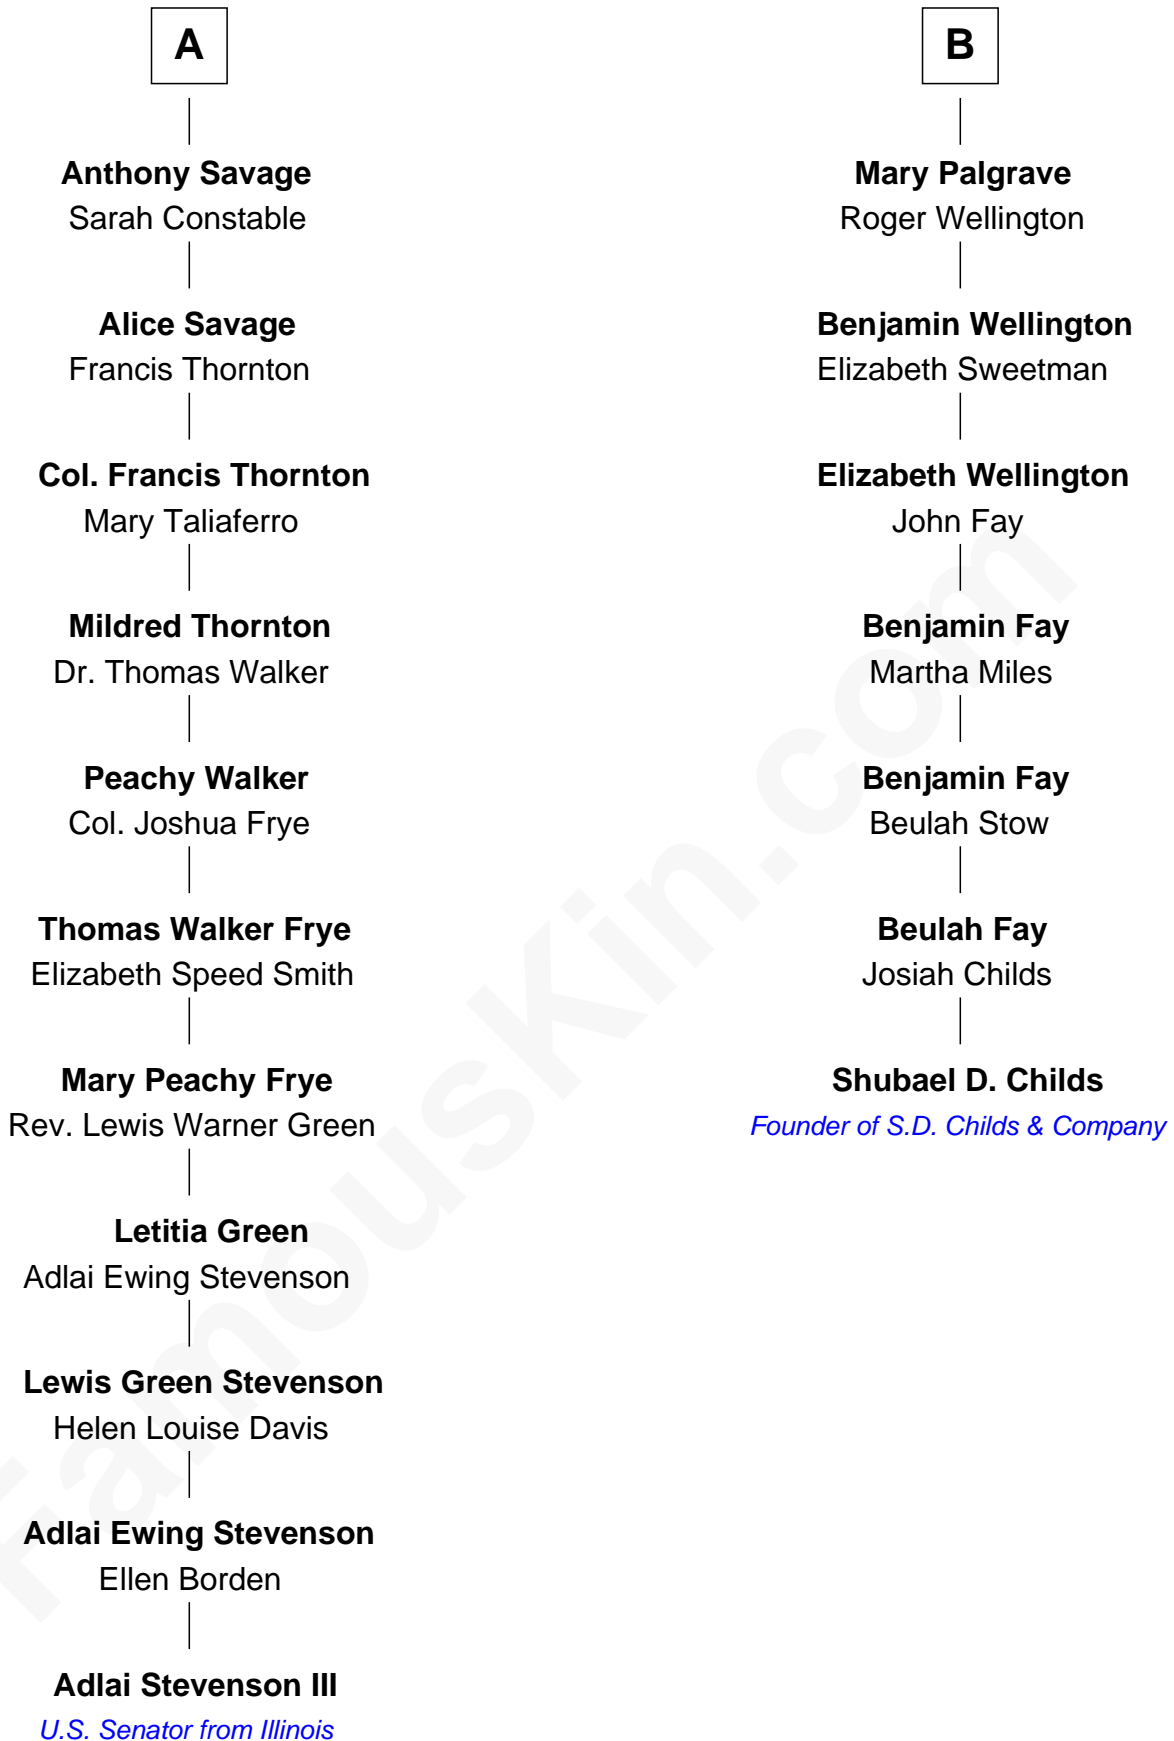 A
Anthony Savage
Sarah Constable
Alice Savage
Francis Thornton
Col. Francis Thornton
Mary Taliaferro
Mildred Thornton
Dr. Thomas Walker
Peachy Walker
Col. Joshua Frye
Thomas Walker Frye
Elizabeth Speed Smith
Mary Peachy Frye
Rev. Lewis Warner Green
Letitia Green
Adlai Ewing Stevenson
Lewis Green Stevenson
Helen Louise Davis
Adlai Ewing Stevenson
Ellen Borden
Adlai Stevenson III
U.S. Senator from Illinois
B
Mary Palgrave
Roger Wellington
Benjamin Wellington
Elizabeth Sweetman
Elizabeth Wellington
John Fay
Benjamin Fay
Martha Miles
Benjamin Fay
Beulah Stow
Beulah Fay
Josiah Childs
Shubael D. Childs
Founder of S.D. Childs & Company
FamousKin.com